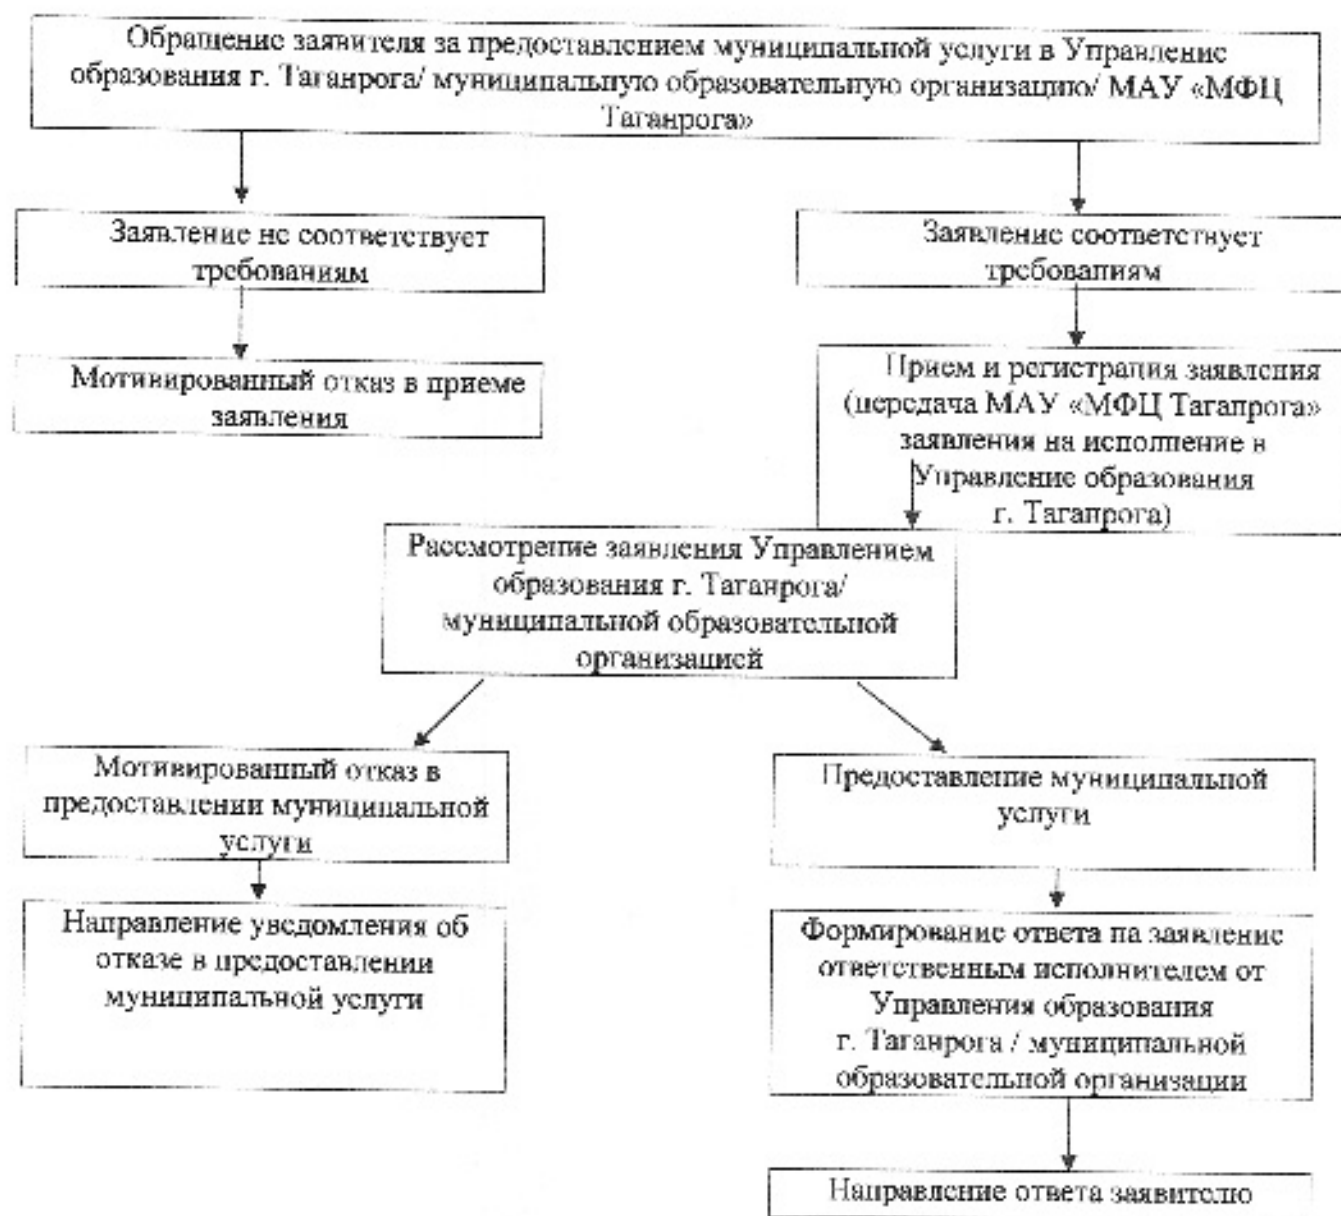 Обращение заявителя за предоставлением муниципальной услуги в Управление
образования г. Таганрога/ муниципальную образовательную организацию/ МАУ «МФЦ
Таганрога»
Заявление не соответствует
требованиям
Заявление соответствует
требованиям
Мотивированный отказ в приеме
заявления
Прием и регистрация заявления
(передача МАУ «МФЦ Таганрога»
заявления на исполнение в
Управление образования
г. Таганрога)
Рассмотрение заявления Управлением
образования г. Таганрога/
муниципальной образовательной
организацией
Мотивированный отказ в
предоставлении муниципальной
услуги
Предоставление муниципальной
услуги
Направление уведомления об
отказе в предоставлении
муниципальной услуги
Формирование ответа на заявление
ответственным исполнителем от
Управления образования
г. Таганрога / муниципальной
образовательной организации
Направление ответа заявителю